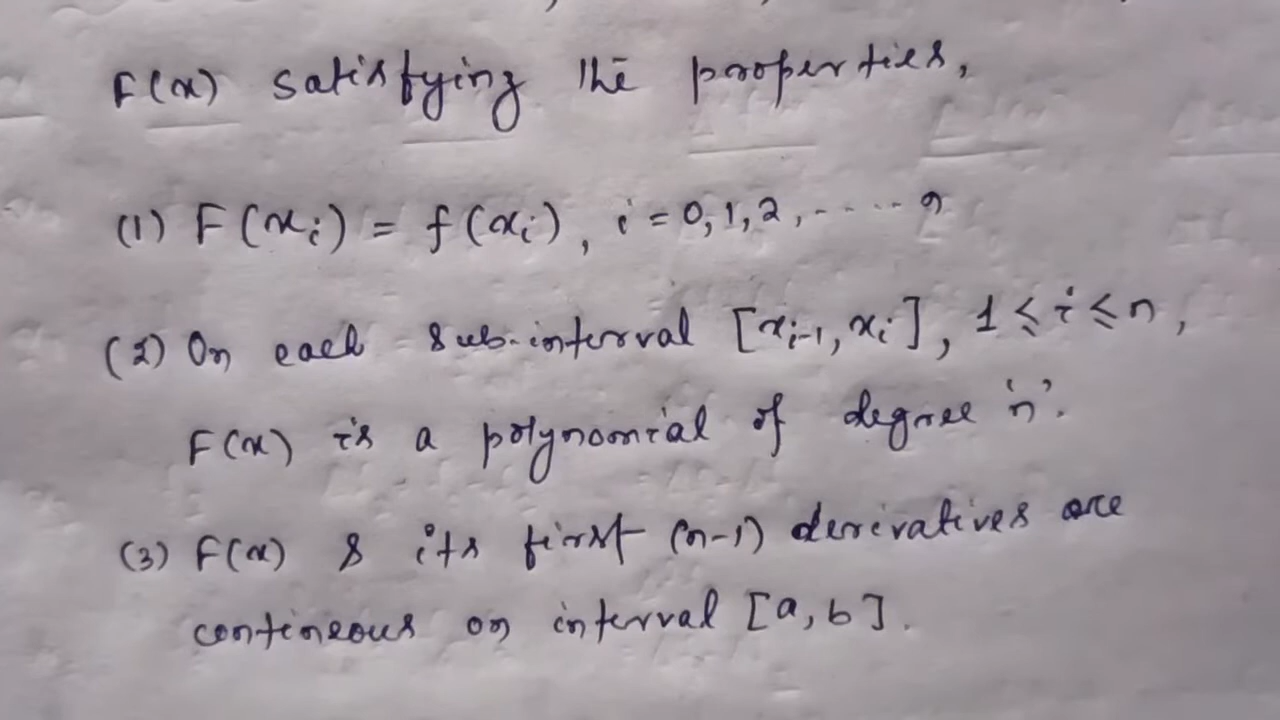 F(x) satisfying the properties,
(1) F(xi) = f(xi), i = 0, 1, 2, ..... n
(2) On each sub-interval [xi-1, xi], 1 ≤ i ≤ n,
F(x) is a polynomial of degree 'n'.
(3) F(x) & its first (n-1) derivatives are
contineous on interval [a, b].